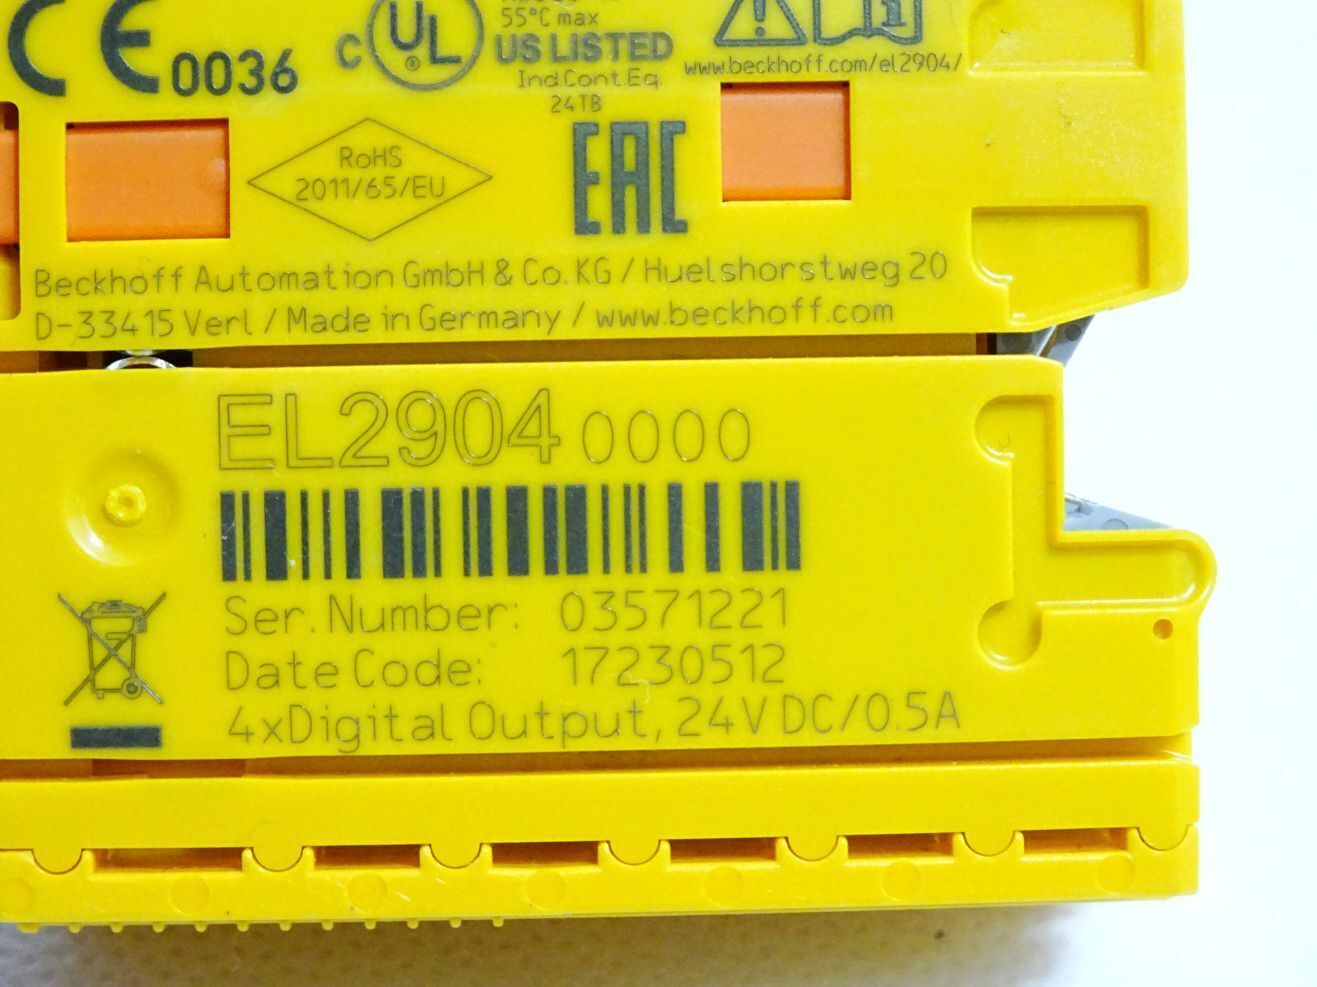 CE 0036
C UL US LISTED
55°C max
Ind.Cont.Eq.
24TB
www.beckhoff.com/el2904/
RoHS
2011/65/EU
EAC
Beckhoff Automation GmbH & Co. KG / Huelshorstweg 20
D-33415 Verl / Made in Germany / www.beckhoff.com
EL2904 0000
Ser. Number: 03571221
Date Code: 17230512
4xDigital Output, 24V DC/0.5A